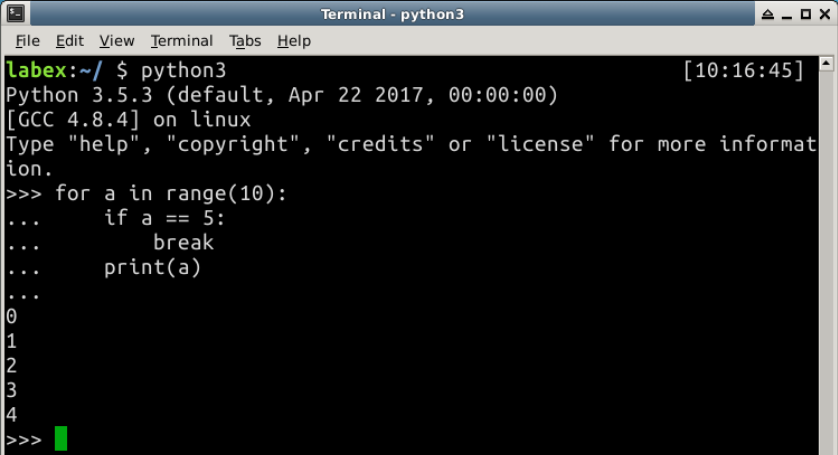 Terminal - python3
File Edit View Terminal Tabs Help
labex:~/ $ python3 [10:16:45]
Python 3.5.3 (default, Apr 22 2017, 00:00:00)
[GCC 4.8.4] on linux
Type "help", "copyright", "credits" or "license" for more informat
ion.
>>> for a in range(10):
...     if a == 5:
...         break
...     print(a)
...
0
1
2
3
4
>>>